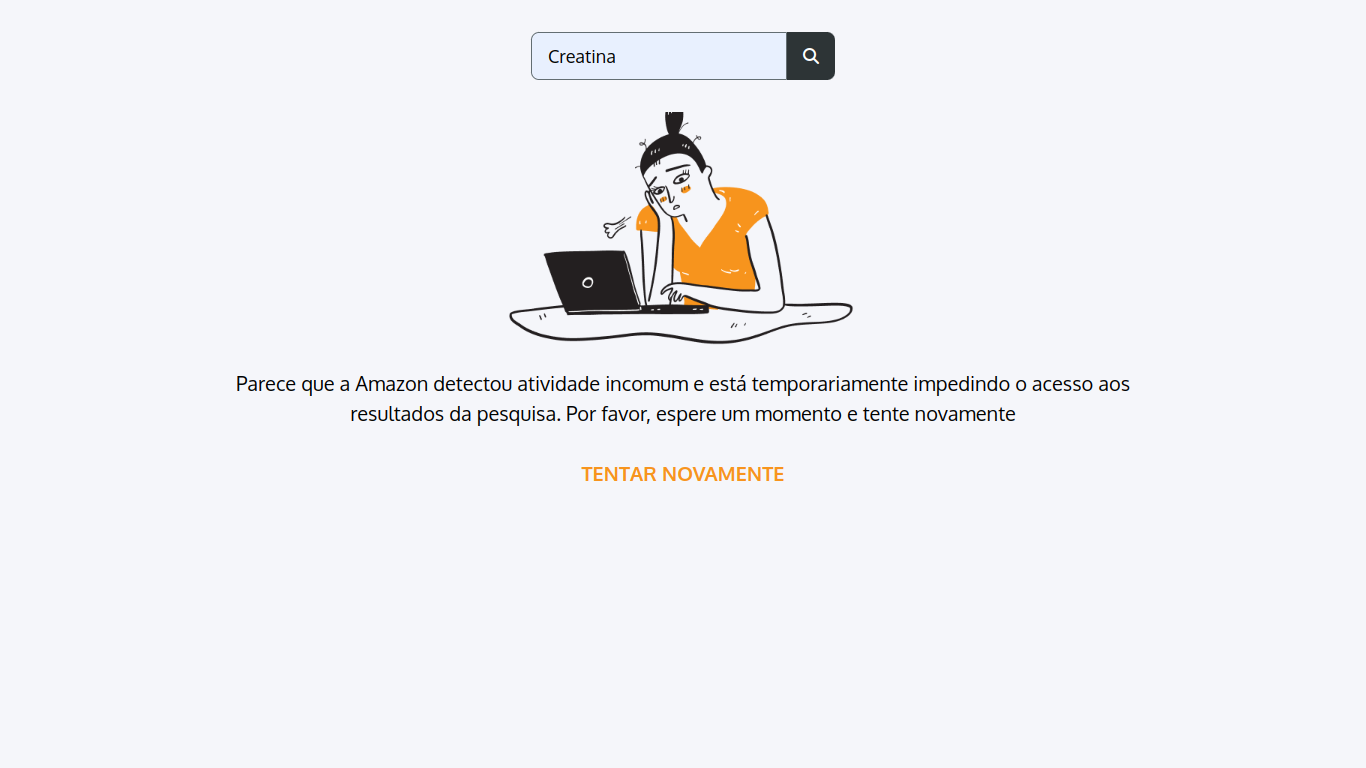 Creatina
Parece que a Amazon detectou atividade incomum e está temporariamente impedindo o acesso aos
resultados da pesquisa. Por favor, espere um momento e tente novamente
TENTAR NOVAMENTE